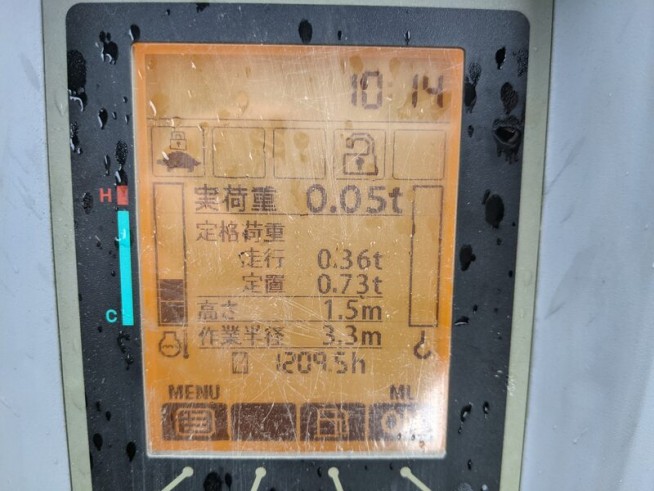 10:14
H
実荷重 0.05t
定格荷重
走行 0.36t
定置 0.73t
C
高さ 1.5m
作業半径 3.3m
1209.5h
MENU ML